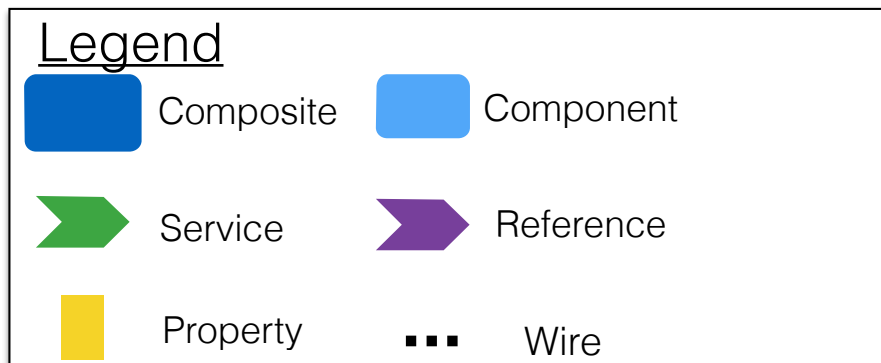 Legend
Composite
Component
Service
Reference
Property
Wire